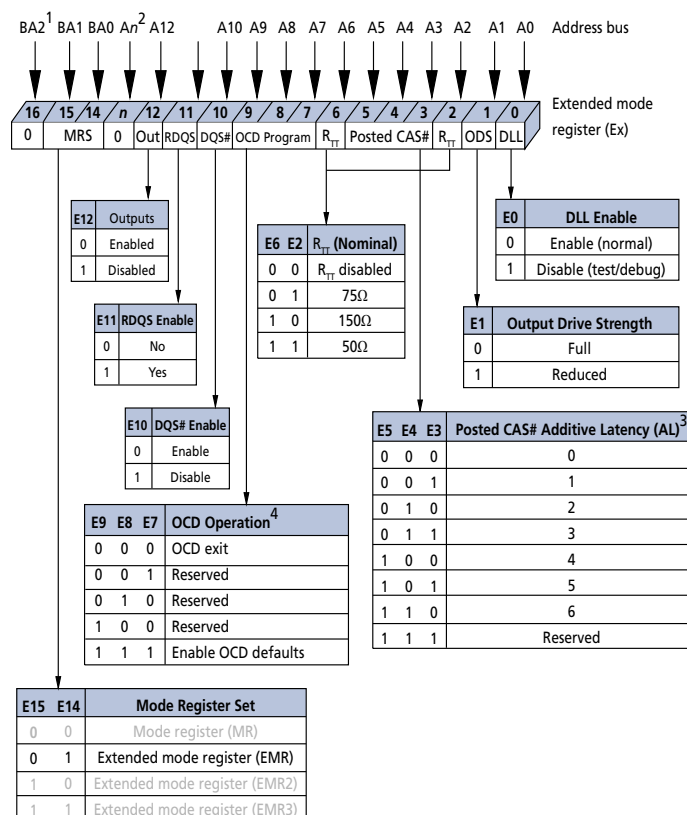 BA2 1 BA1 BA0 An 2 A12 A10 A9 A8 A7 A6 A5 A4 A3 A2 A1 A0 Address bus
16 15 14 n 12 11 10 9 8 7 6 5 4 3 2 1 0
Extended mode
register (Ex)
0 MRS 0 Out RDQS DQS# OCD Program RTT Posted CAS# RTT ODS DLL
E12 Outputs
0 Enabled
1 Disabled
E11 RDQS Enable
0 No
1 Yes
E10 DQS# Enable
0 Enable
1 Disable
E9 E8 E7 OCD Operation 4
0 0 0 OCD exit
0 0 1 Reserved
0 1 0 Reserved
1 0 0 Reserved
1 1 1 Enable OCD defaults
E15 E14 Mode Register Set
0 0 Mode register (MR)
0 1 Extended mode register (EMR)
1 0 Extended mode register (EMR2)
1 1 Extended mode register (EMR3)
E6 E2 RTT (Nominal)
0 0 RTT disabled
0 1 75Ω
1 0 150Ω
1 1 50Ω
E0 DLL Enable
0 Enable (normal)
1 Disable (test/debug)
E1 Output Drive Strength
0 Full
1 Reduced
E5 E4 E3 Posted CAS# Additive Latency (AL) 3
0 0 0 0
0 0 1 1
0 1 0 2
0 1 1 3
1 0 0 4
1 0 1 5
1 1 0 6
1 1 1 Reserved